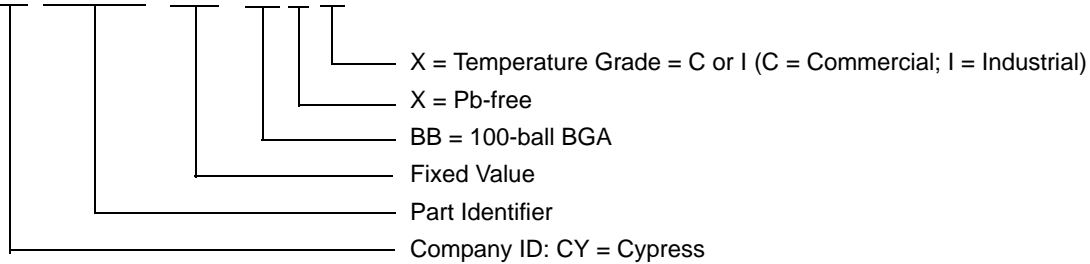 X = Temperature Grade = C or I (C = Commercial; I = Industrial)
X = Pb-free
BB = 100-ball BGA
Fixed Value
Part Identifier
Company ID: CY = Cypress